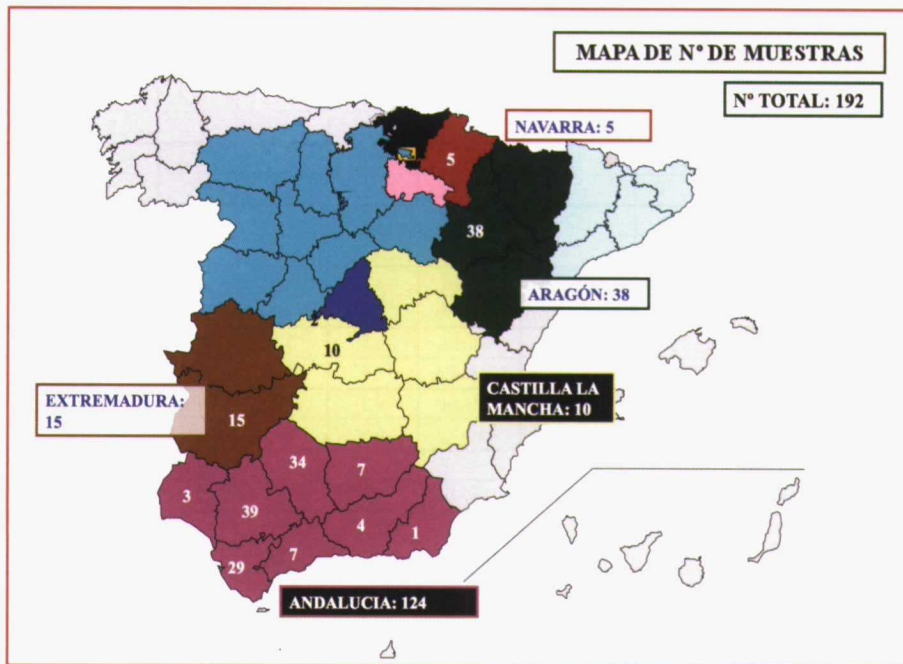 MAPA DE Nº DE MUESTRAS
Nº TOTAL: 192
NAVARRA: 5
5
38
ARAGÓN: 38
10
CASTILLA LA
MANCHA: 10
EXTREMADURA:
15
15
34
7
3
39
4
1
7
29
ANDALUCIA: 124